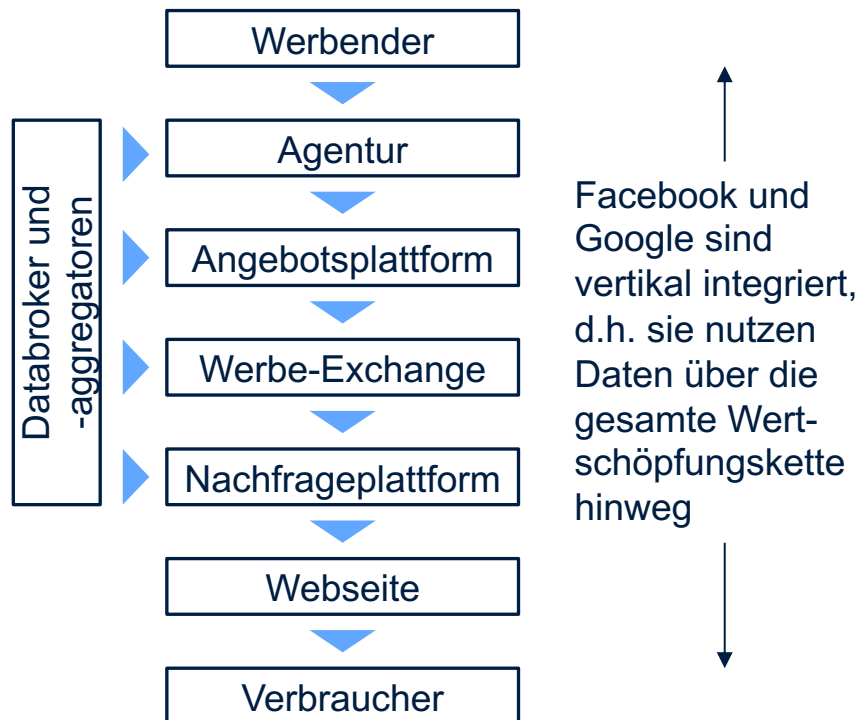 Werbender
Agentur
Angebotsplattform
Werbe-Exchange
Nachfrageplattform
Webseite
Verbraucher
Databroker und
-aggregatoren
Facebook und
Google sind
vertikal integriert,
d.h. sie nutzen
Daten über die
gesamte Wert-
schöpfungskette
hinweg